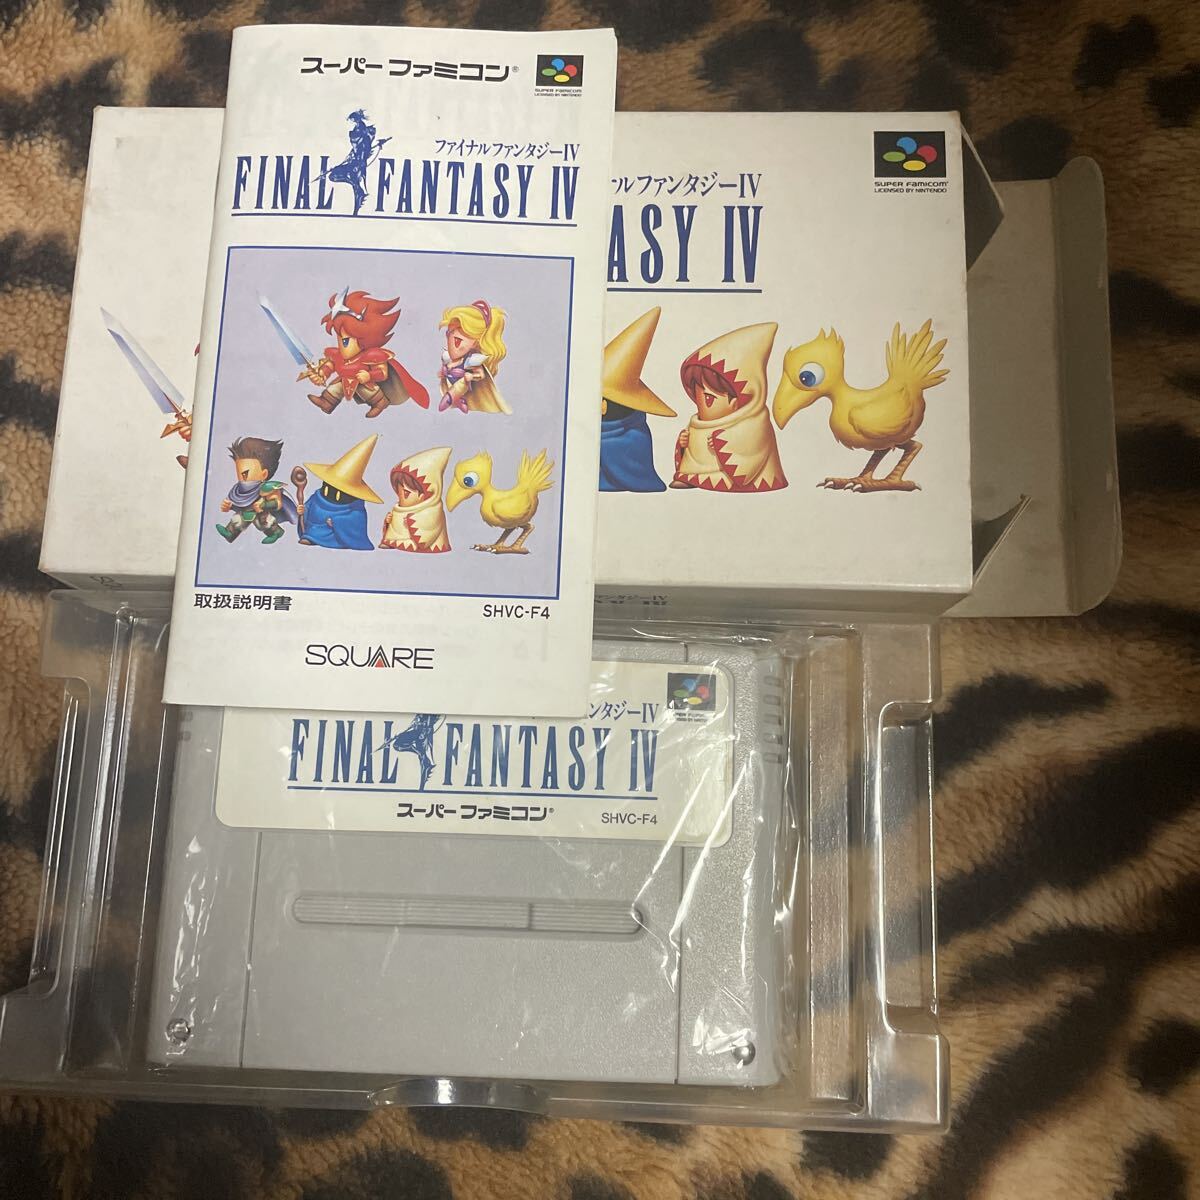 スーパーファミコン®
SUPER FAMICOM
LICENSED BY NINTENDO
ファイナルファンタジーIV
FINAL FANTASY IV
取扱説明書
SHVC-F4
SQUARE
SUPER FAMICOM
LICENSED BY NINTENDO
ルファンタジーIV
ASY IV
SQUARE
ンタジーIV
FINAL FANTASY IV
スーパーファミコン®
SHVC-F4